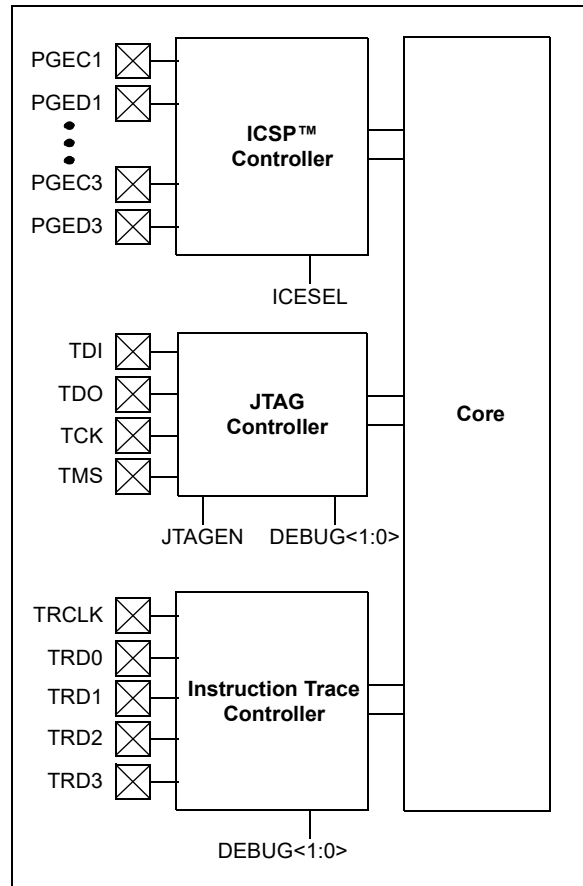 PGEC1
PGED1
PGEC3
PGED3
ICSP™
Controller
ICESEL
TDI
TDO
TCK
TMS
JTAG
Controller
JTAGEN
DEBUG<1:0>
Core
TRCLK
TRD0
TRD1
TRD2
TRD3
Instruction Trace
Controller
DEBUG<1:0>